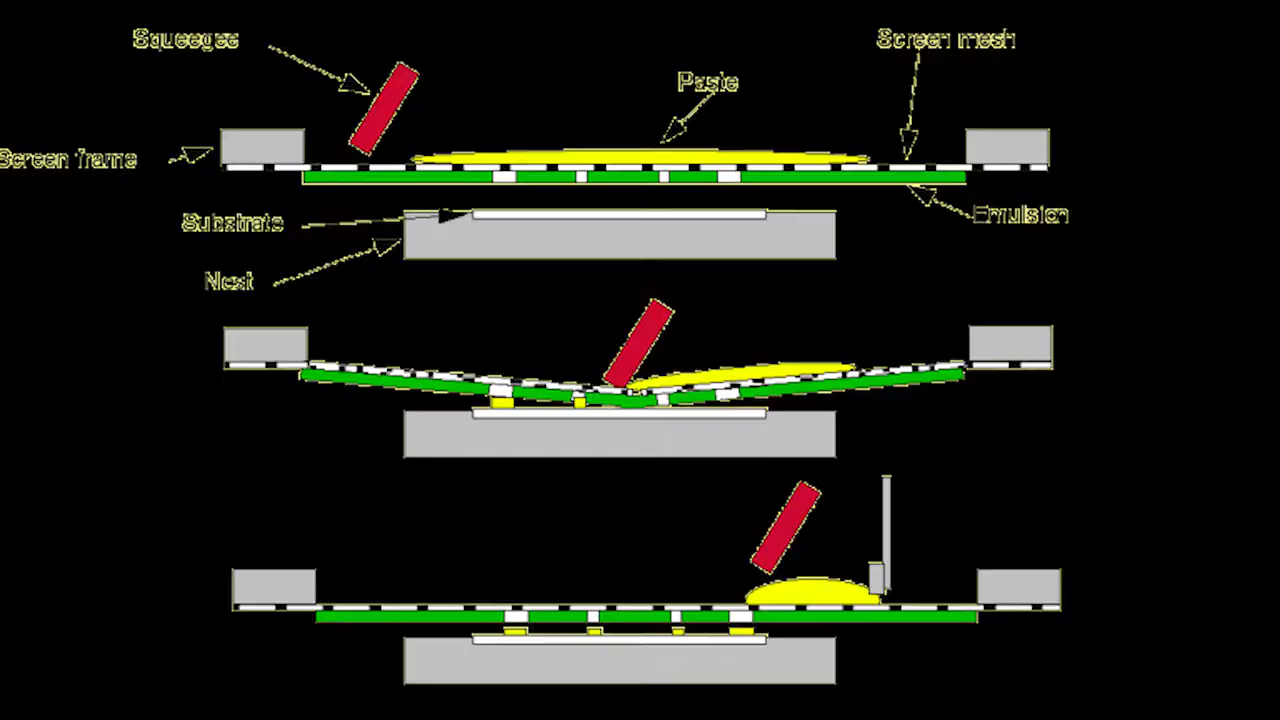 Squeegee
Screen mesh
Paste
Screen frame
Substrate
Emulsion
Nest